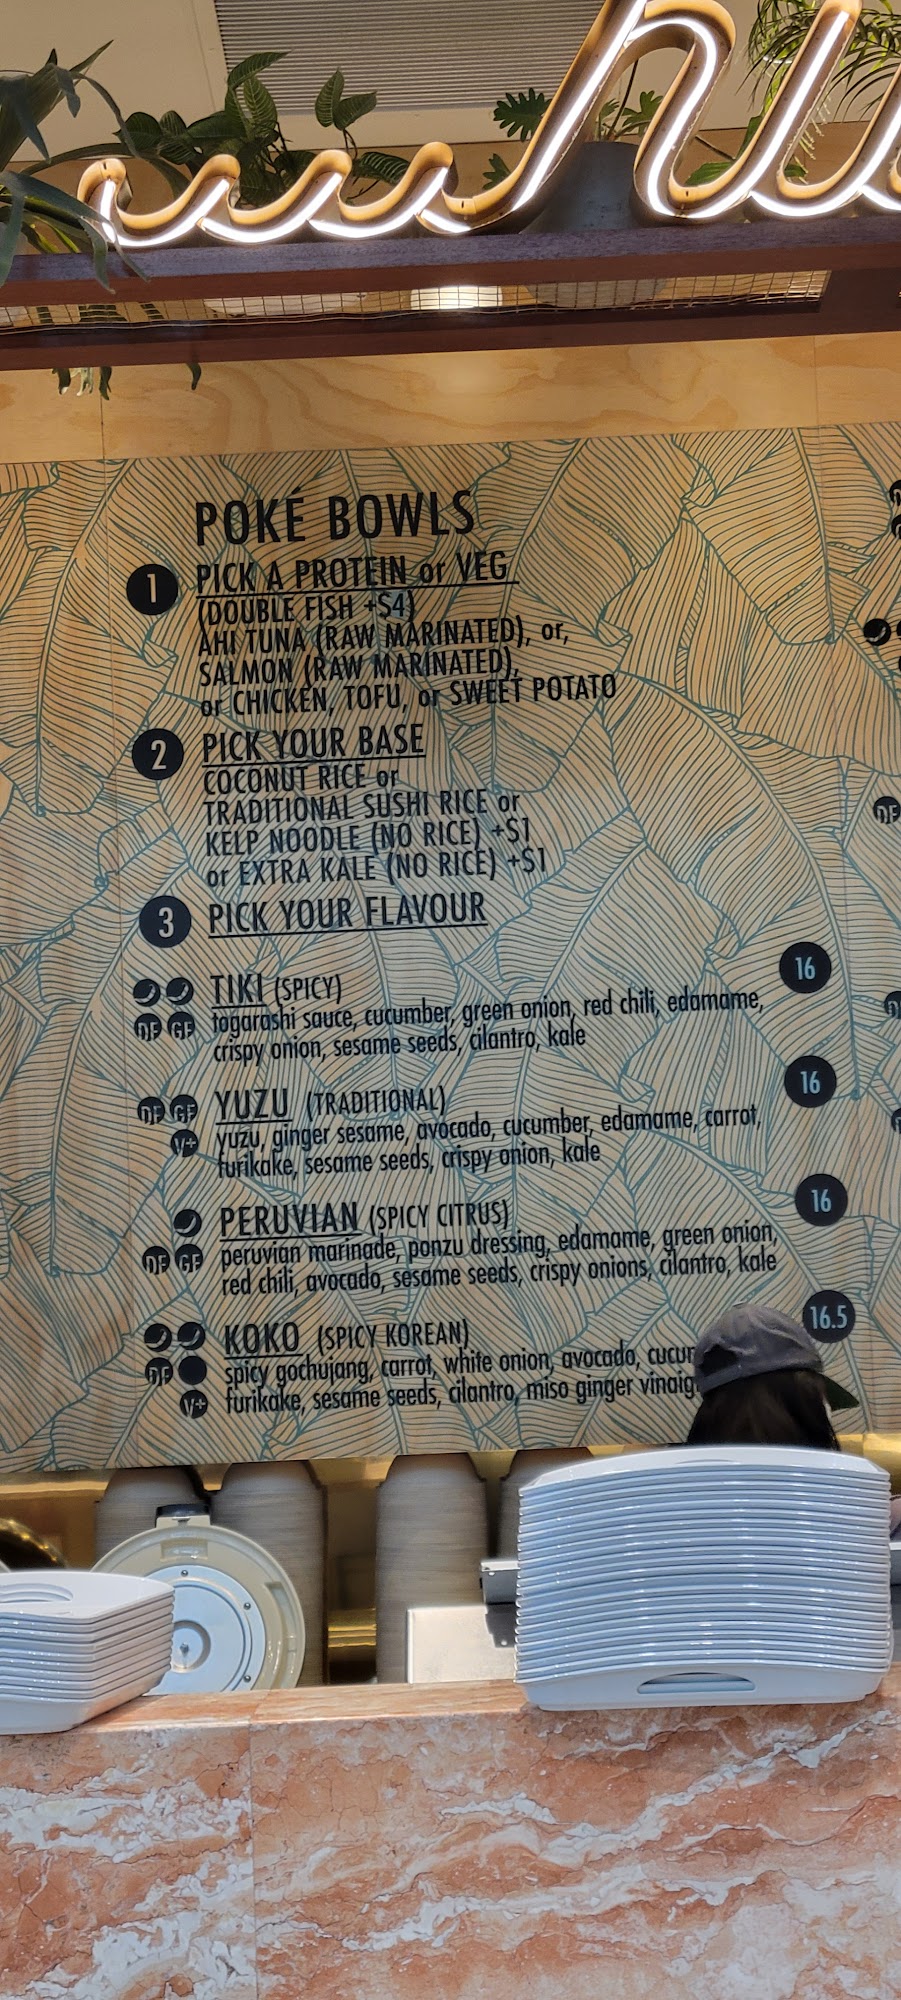 POKÉ BOWLS
1 PICK A PROTEIN or VEG
(DOUBLE FISH +$4)
AHI TUNA (RAW MARINATED), or,
SALMON (RAW MARINATED),
or CHICKEN, TOFU, or SWEET POTATO
2 PICK YOUR BASE
COCONUT RICE or
TRADITIONAL SUSHI RICE or
KELP NOODLE (NO RICE) +$1
or EXTRA KALE (NO RICE) +$1
3 PICK YOUR FLAVOUR
TIKI (SPICY) 16
DF GF togarashi sauce, cucumber, green onion, red chili, edamame,
crispy onion, sesame seeds, cilantro, kale
DF GF YUZU (TRADITIONAL) 16
V+ yuzu, ginger sesame, avocado, cucumber, edamame, carrot,
furikake, sesame seeds, crispy onion, kale
PERUVIAN (SPICY CITRUS) 16
DF GF peruvian marinade, ponzu dressing, edamame, green onion,
red chili, avocado, sesame seeds, crispy onions, cilantro, kale
KOKO (SPICY KOREAN) 16.5
DF spicy gochujang, carrot, white onion, avocado,
V+ furikake, sesame seeds, cilantro, miso ginger
DF